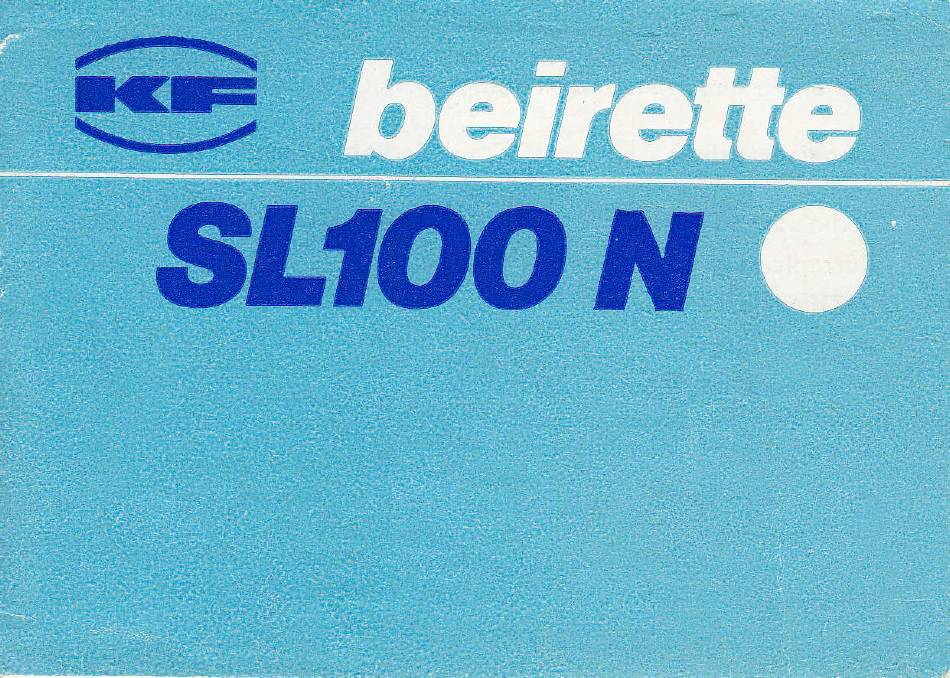 KF
beirette
SL100 N